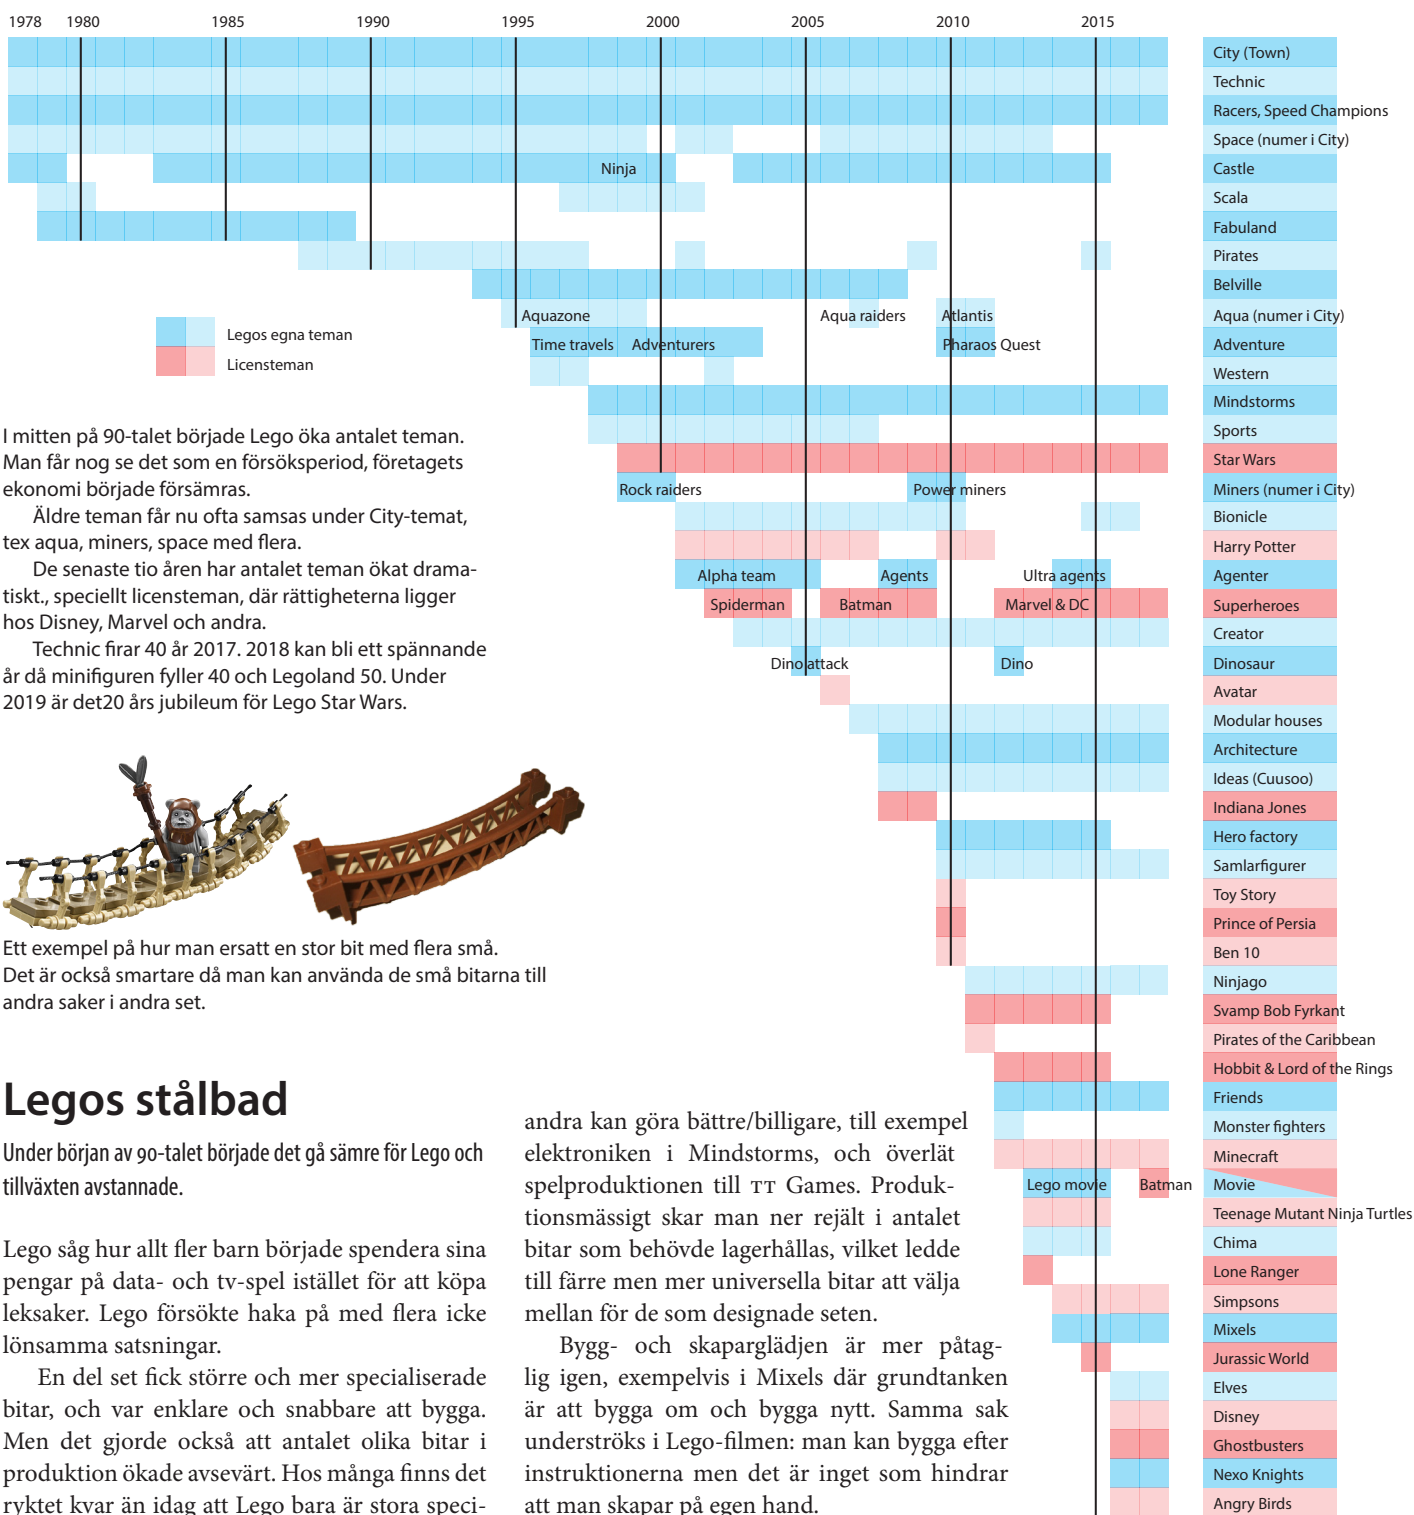 1978 1980 1985 1990 1995 2000 2005 2010 2015
City (Town)
Technic
Racers, Speed Champions
Space (numer i City)
Ninja
Castle
Scala
Fabuland
Pirates
Belville
Aquazone Aqua raiders Atlantis
Aqua (numer i City)
Time travels Adventurers Pharaos Quest
Adventure
Western
Mindstorms
Sports
Star Wars
Rock raiders Power miners
Miners (numer i City)
Bionicle
Harry Potter
Alpha team Agents Ultra agents
Agenter
Spiderman Batman Marvel & DC
Superheroes
Creator
Dino attack Dino
Dinosaur
Avatar
Modular houses
Architecture
Ideas (Cuusoo)
Indiana Jones
Hero factory
Samlarfigurer
Toy Story
Prince of Persia
Ben 10
Ninjago
Svamp Bob Fyrkant
Pirates of the Caribbean
Hobbit & Lord of the Rings
Friends
Monster fighters
Minecraft
Lego movie Batman
Movie
Teenage Mutant Ninja Turtles
Chima
Lone Ranger
Simpsons
Mixels
Jurassic World
Elves
Disney
Ghostbusters
Nexo Knights
Angry Birds
Legos egna teman
Licensteman
I mitten på 90-talet började Lego öka antalet teman.
Man får nog se det som en försöksperiod, företagets
ekonomi började försämras.
Äldre teman får nu ofta samsas under City-temat,
tex aqua, miners, space med flera.
De senaste tio åren har antalet teman ökat drama-
tiskt., speciellt licensteman, där rättigheterna ligger
hos Disney, Marvel och andra.
Technic firar 40 år 2017. 2018 kan bli ett spännande
år då minifiguren fyller 40 och Legoland 50. Under
2019 är det20 års jubileum för Lego Star Wars.
Ett exempel på hur man ersatt en stor bit med flera små.
Det är också smartare då man kan använda de små bitarna till
andra saker i andra set.
Legos stålbad
Under början av 90-talet började det gå sämre för Lego och
tillväxten avstannade.
Lego såg hur allt fler barn började spendera sina
pengar på data- och tv-spel istället för att köpa
leksaker. Lego försökte haka på med flera icke
lönsamma satsningar.
En del set fick större och mer specialiserade
bitar, och var enklare och snabbare att bygga.
Men det gjorde också att antalet olika bitar i
produktion ökade avsevärt. Hos många finns det
ryktet kvar än idag att Lego bara är stora speci-
andra kan göra bättre/billigare, till exempel
elektroniken i Mindstorms, och överlät
spelproduktionen till TT Games. Produk-
tionsmässigt skar man ner rejält i antalet
bitar som behövde lagerhållas, vilket ledde
till färre men mer universella bitar att välja
mellan för de som designade seten.
Bygg- och skaparglädjen är mer påtag-
lig igen, exempelvis i Mixels där grundtanken
är att bygga om och bygga nytt. Samma sak
underströks i Lego-filmen: man kan bygga efter
instruktionerna men det är inget som hindrar
att man skapar på egen hand.